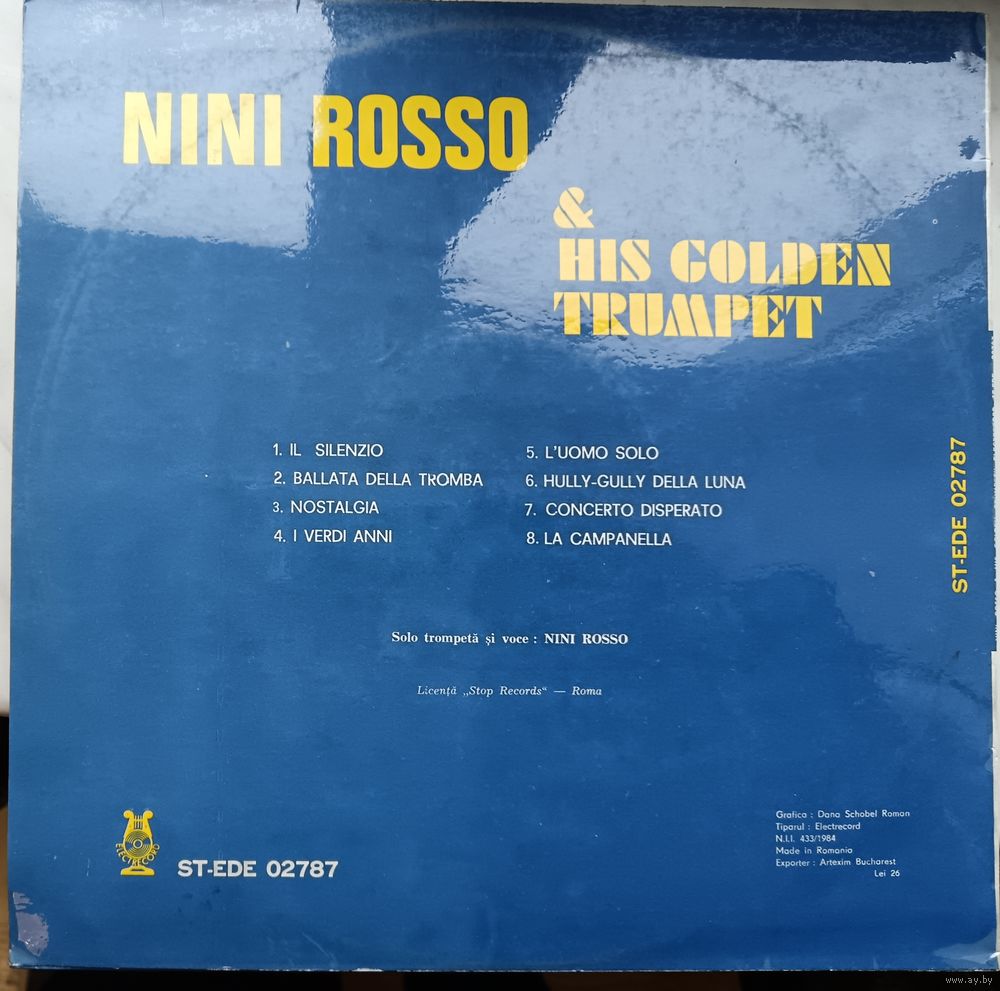 NINI ROSSO
&
HIS GOLDEN
TRUMPET
1. IL SILENZIO
2. BALLATA DELLA TROMBA
3. NOSTALGIA
4. I VERDI ANNI
5. L'UOMO SOLO
6. HULLY-GULLY DELLA LUNA
7. CONCERTO DISPERATO
8. LA CAMPANELLA
ST-EDE 02787
Solo trompetă și voce : NINI ROSSO
Licență „Stop Records“ — Roma
ELECTRECORD
ST-EDE 02787
Grafica : Dana Schobel Roman
Tiparul : Electrecord
N.I.I. 433/1984
Made in Romania
Exporter : Artexim Bucharest
Lei 26
www.ay.by